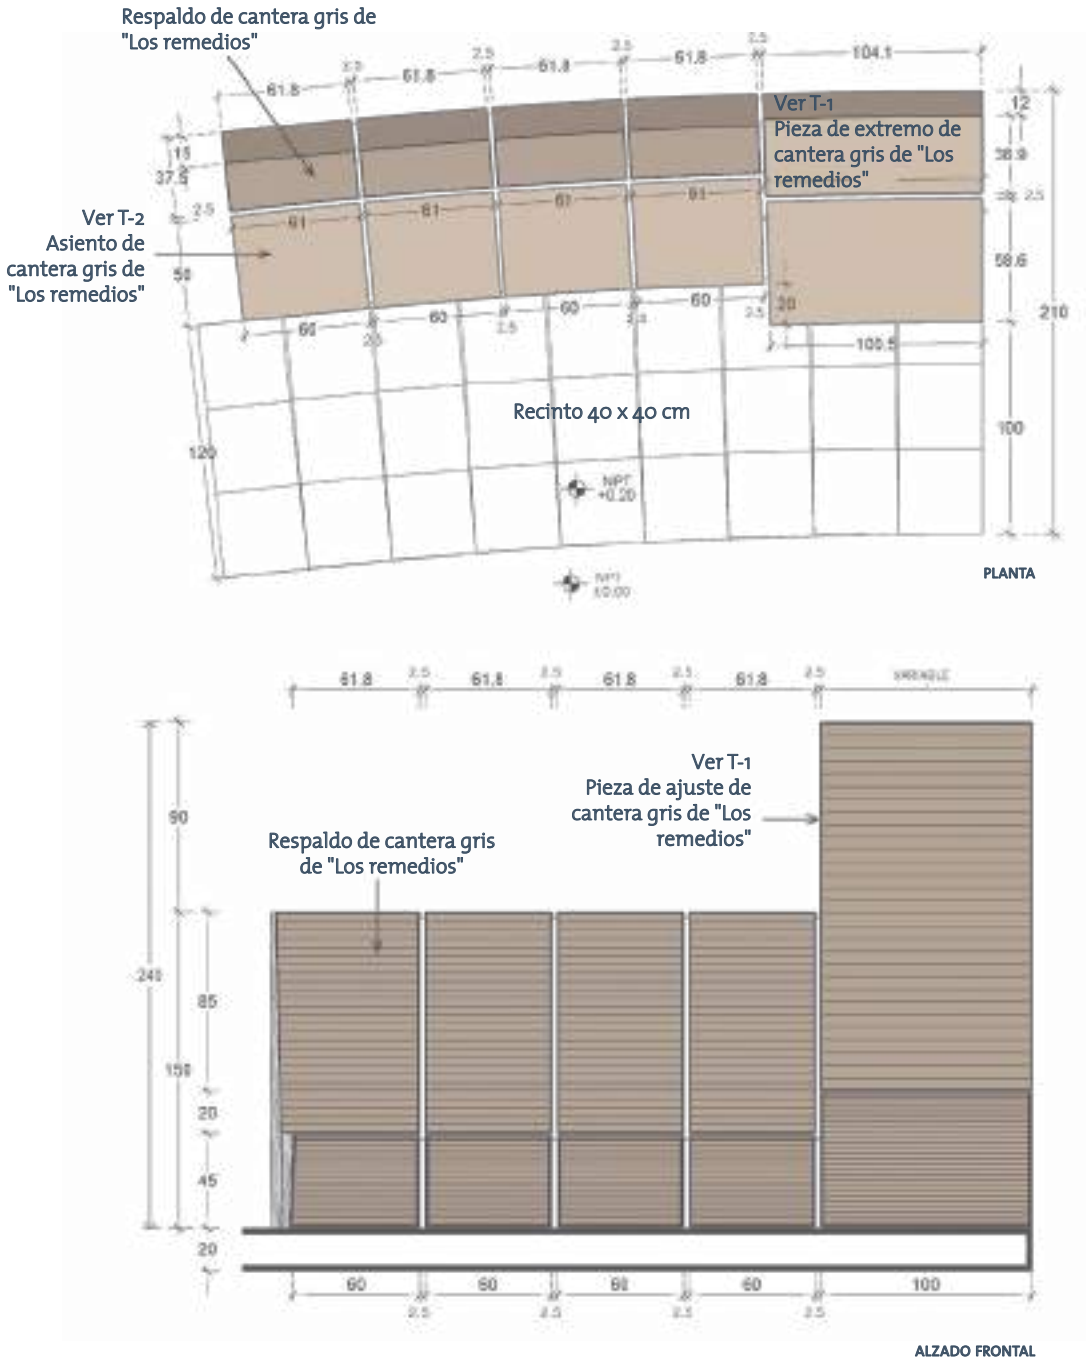 Respaldo de cantera gris de
"Los remedios"
2.5 2.5 2.5 2.5
61.8 61.8 61.8 61.8 104.1
Ver T-1
Pieza de extremo de
cantera gris de "Los
remedios"
12
15
37.5
2.5
2.5
61 61 61 61
Ver T-2
Asiento de
cantera gris de
"Los remedios"
50
58.6
210
20
60 60 60 60
2.5 2.5 2.5 2.5
100.5
Recinto 40 x 40 cm
100
120
NPT
+0.20
NPT
±0.00
PLANTA
2.5 2.5 2.5 2.5
61.8 61.8 61.8 61.8 VARIABLE
Ver T-1
Pieza de ajuste de
cantera gris de "Los
remedios"
90
Respaldo de cantera gris
de "Los remedios"
240
85
150
20
45
20
60 60 60 60 100
2.5 2.5 2.5 2.5
ALZADO FRONTAL